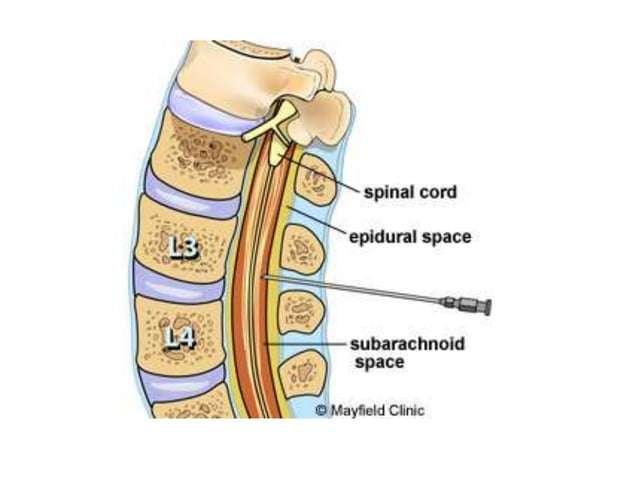 spinal cord
epidural space
L3
L4
subarachnoid
space
© Mayfield Clinic